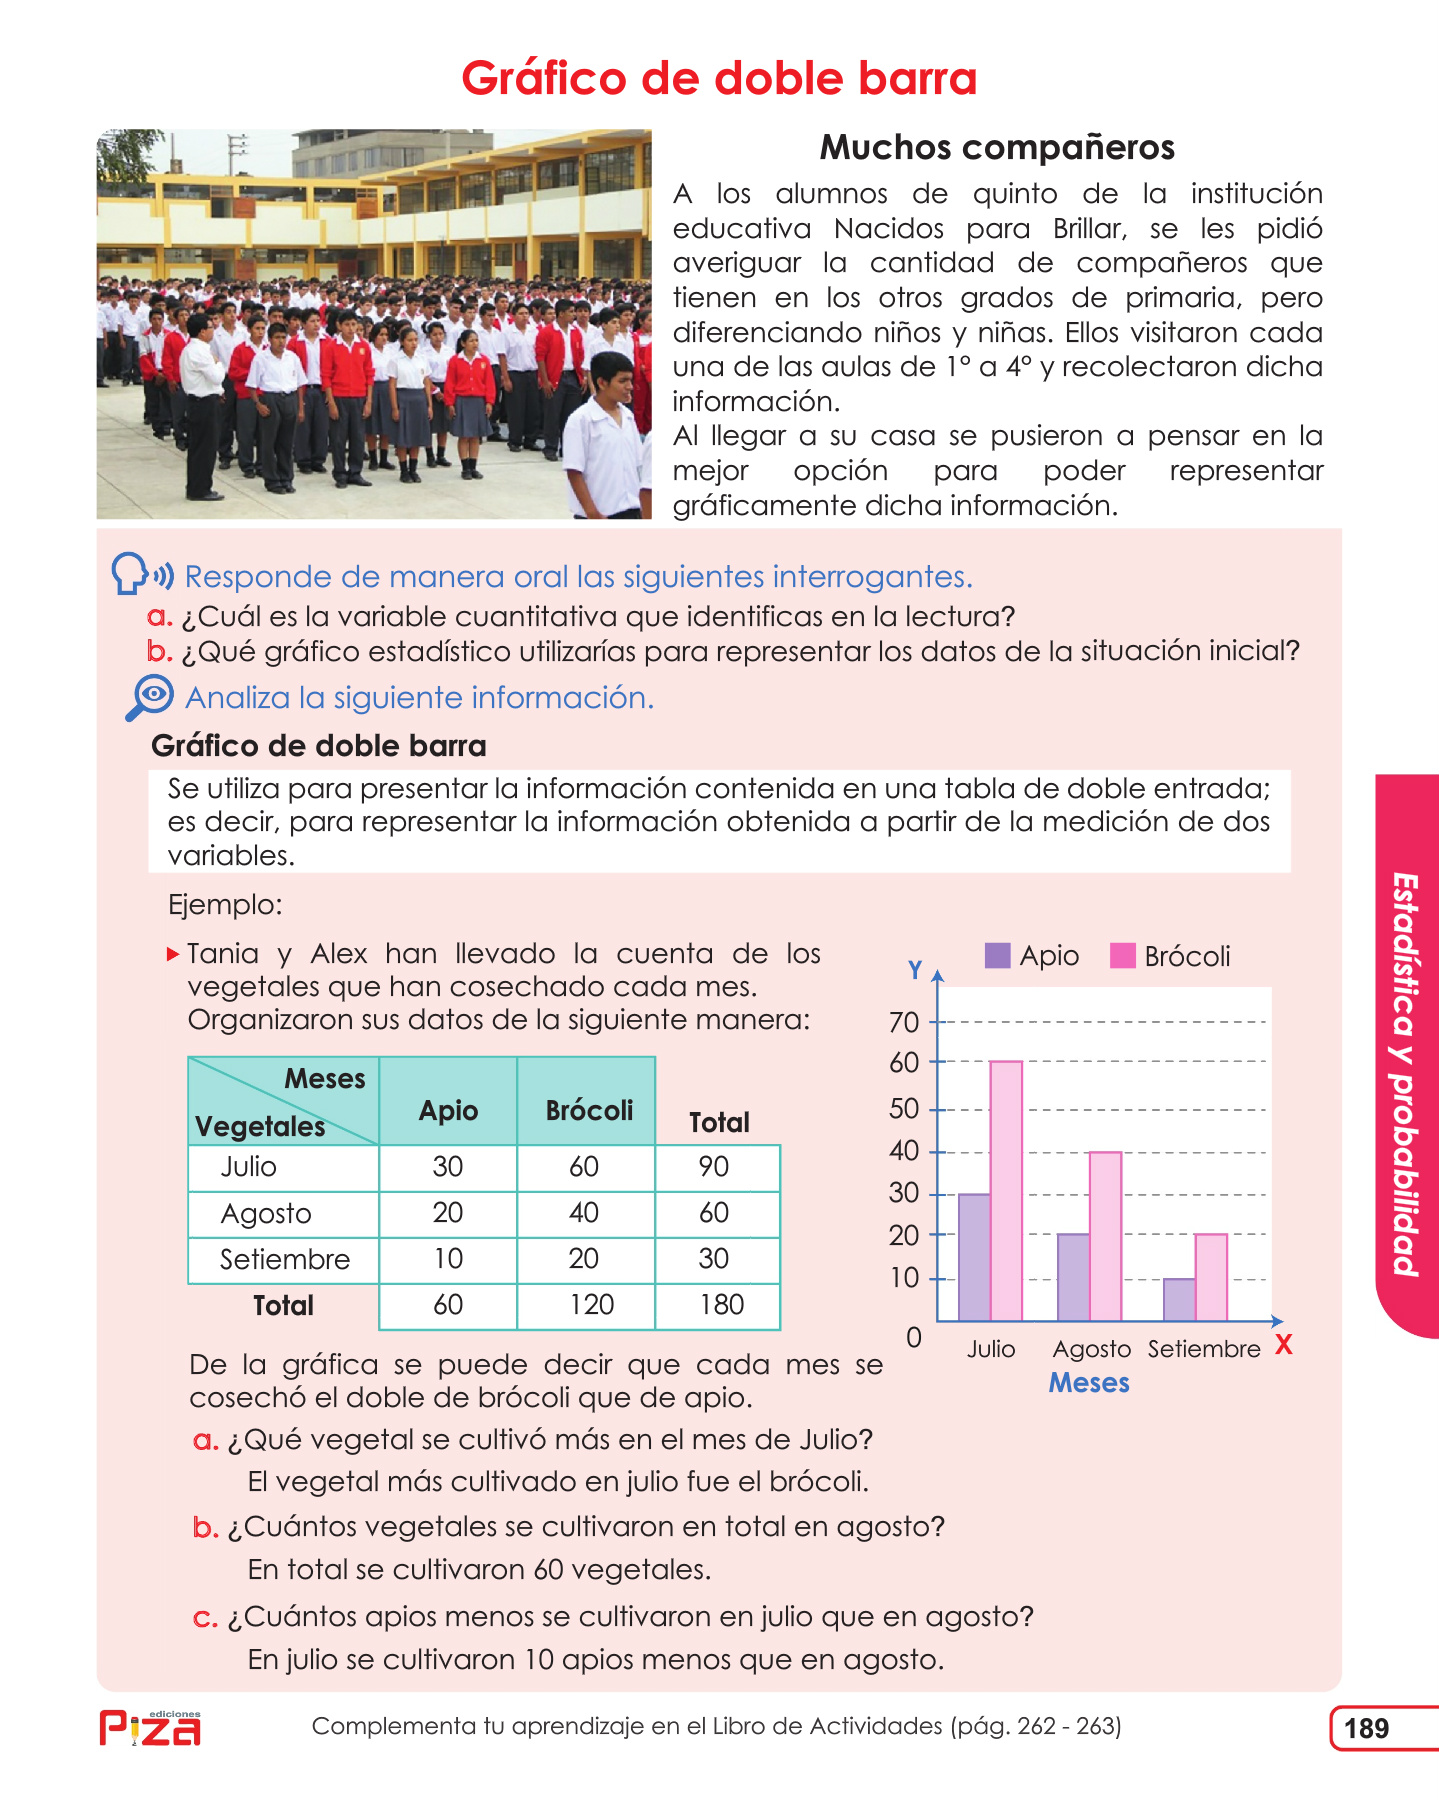 Gráfico de doble barra
Muchos compañeros
A los alumnos de quinto de la institución
educativa Nacidos para Brillar, se les pidió
averiguar la cantidad de compañeros que
tienen en los otros grados de primaria, pero
diferenciando niños y niñas. Ellos visitaron cada
una de las aulas de 1° a 4° y recolectaron dicha
información.
Al llegar a su casa se pusieron a pensar en la
mejor opción para poder representar
gráficamente dicha información.
Responde de manera oral las siguientes interrogantes.
a. ¿Cuál es la variable cuantitativa que identificas en la lectura?
b. ¿Qué gráfico estadístico utilizarías para representar los datos de la situación inicial?
Analiza la siguiente información.
Gráfico de doble barra
Se utiliza para presentar la información contenida en una tabla de doble entrada;
es decir, para representar la información obtenida a partir de la medición de dos
variables.
Ejemplo:
Tania y Alex han llevado la cuenta de los
vegetales que han cosechado cada mes.
Organizaron sus datos de la siguiente manera:
Meses
Vegetales
Apio Brócoli Total
Julio 30 60 90
Agosto 20 40 60
Setiembre 10 20 30
Total 60 120 180
Apio Brócoli
Y
70
60
50
40
30
20
10
0
Julio Agosto Setiembre X
Meses
De la gráfica se puede decir que cada mes se
cosechó el doble de brócoli que de apio.
a. ¿Qué vegetal se cultivó más en el mes de Julio?
El vegetal más cultivado en julio fue el brócoli.
b. ¿Cuántos vegetales se cultivaron en total en agosto?
En total se cultivaron 60 vegetales.
c. ¿Cuántos apios menos se cultivaron en julio que en agosto?
En julio se cultivaron 10 apios menos que en agosto.
Estadística y probabilidad
ediciones
Piza
Complementa tu aprendizaje en el Libro de Actividades (pág. 262 - 263)
189